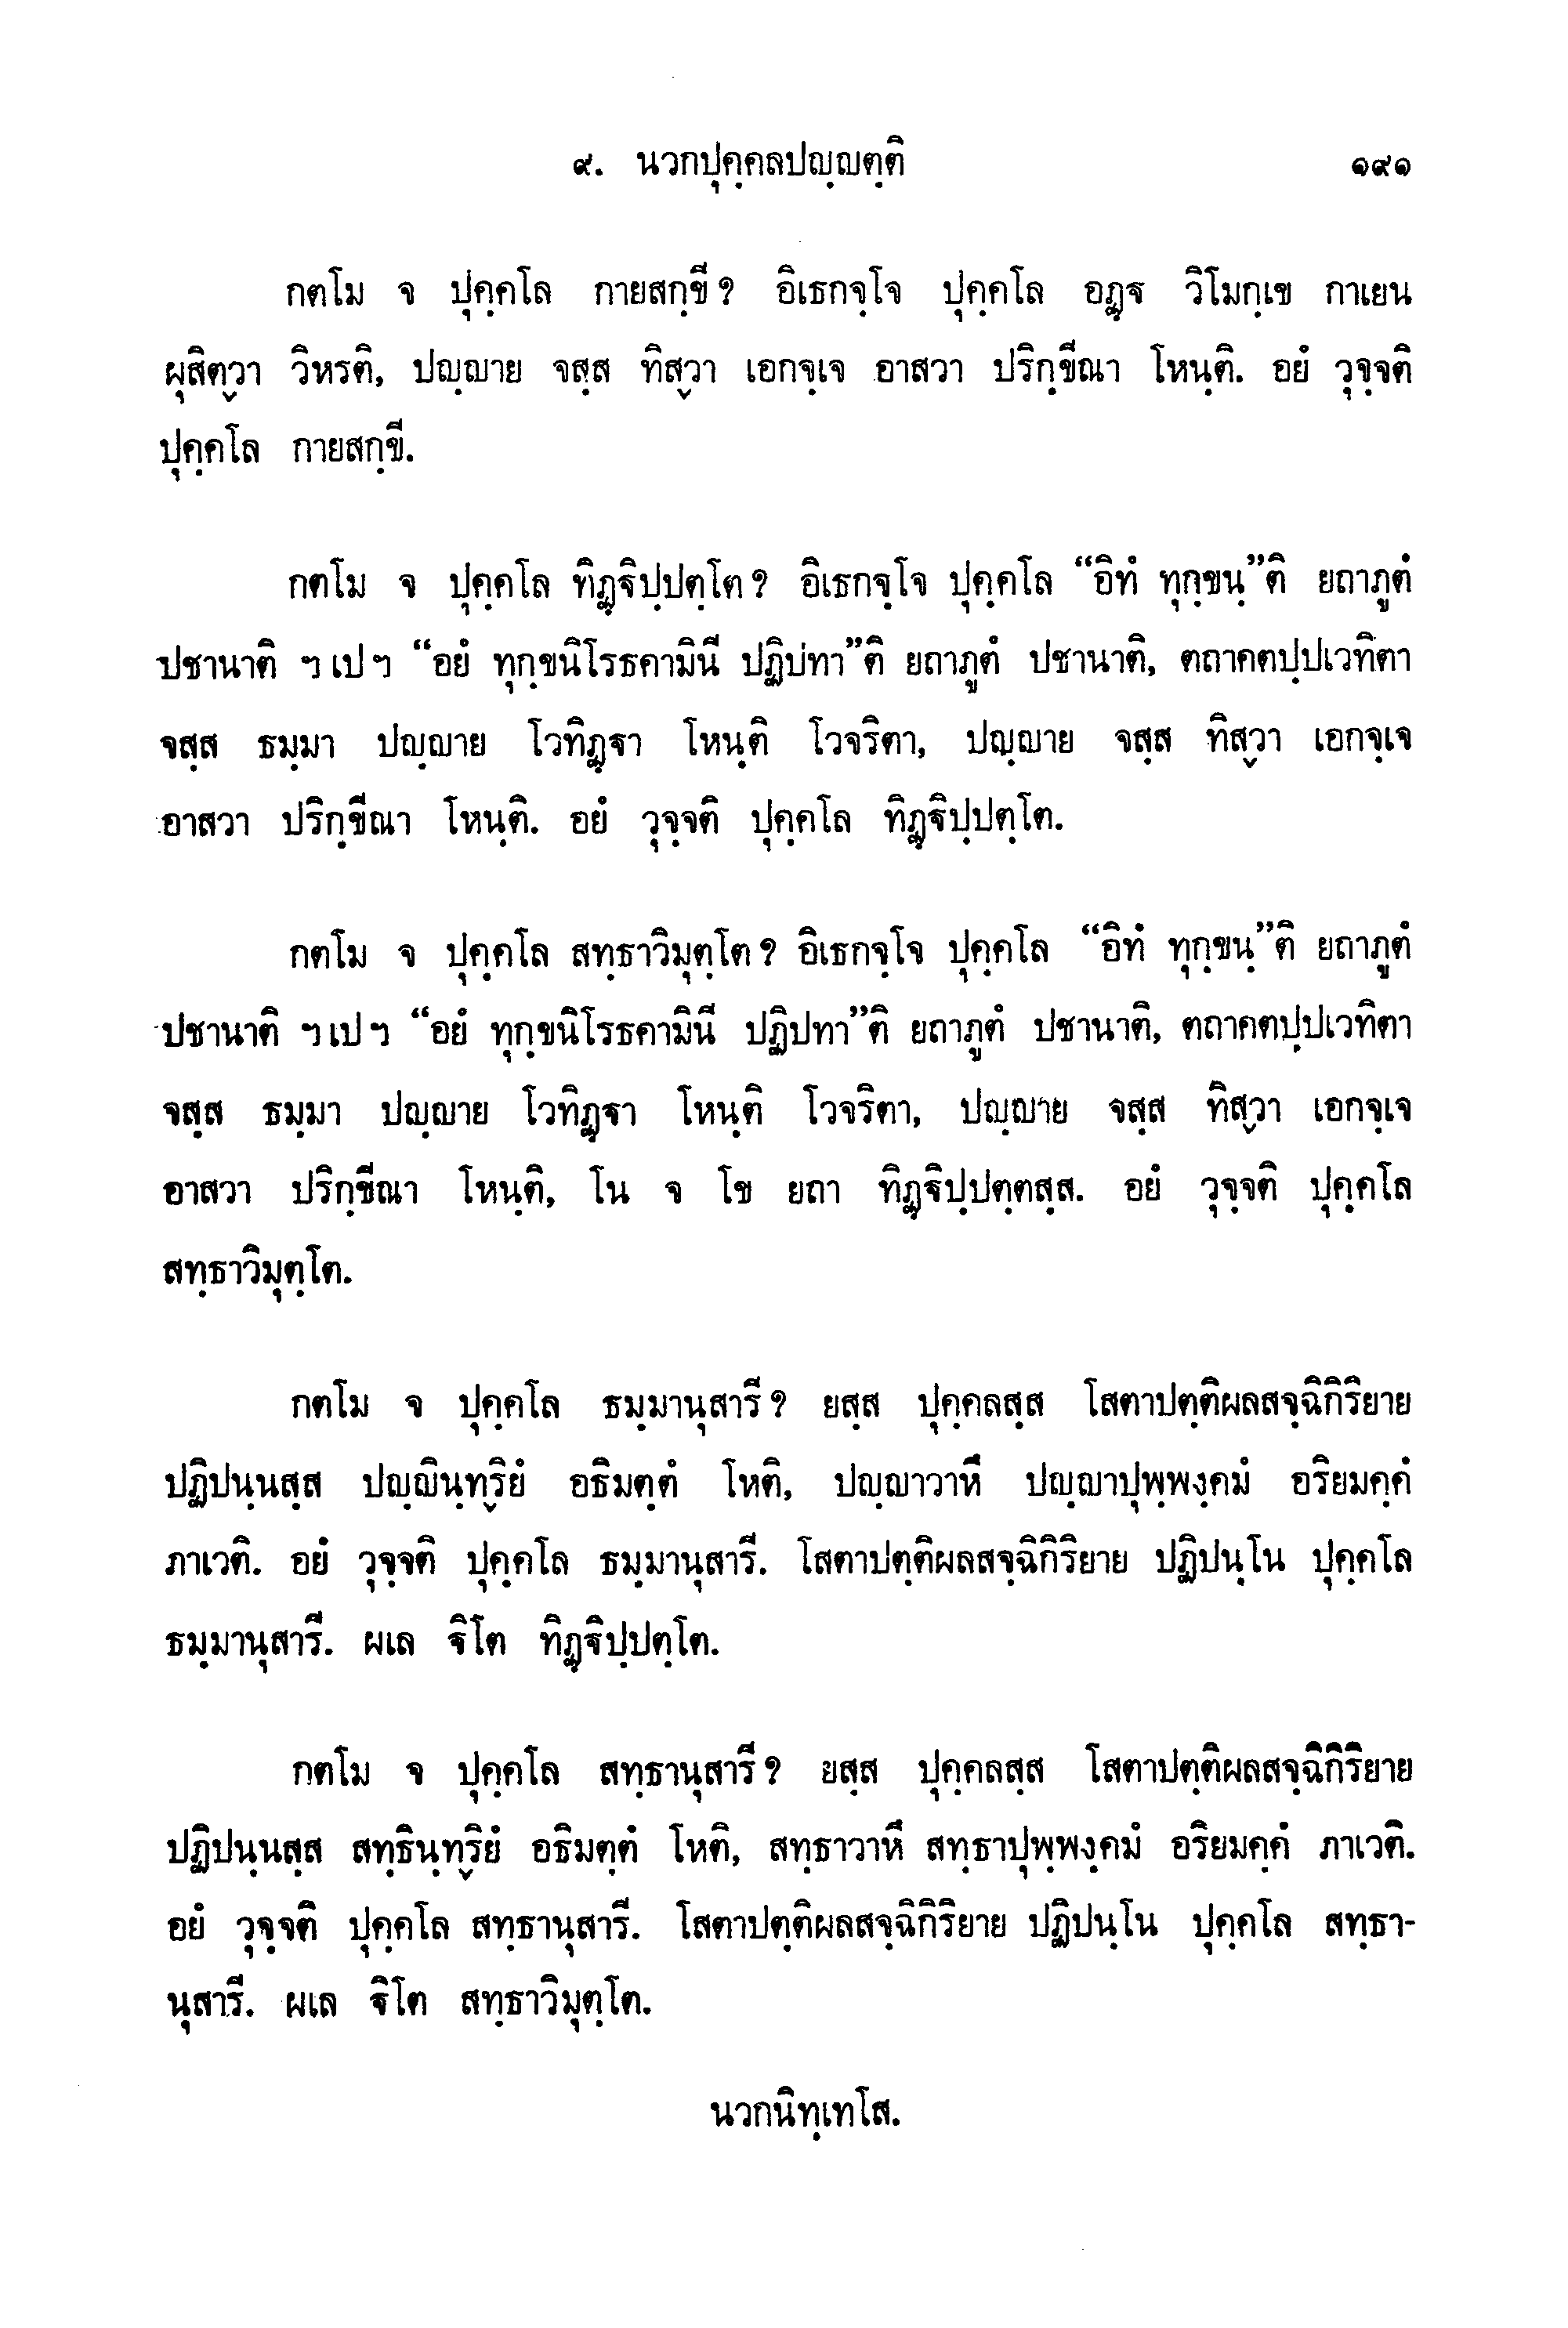 ๙. นวกปุคฺคลปญฺญตฺติ ๑๙๑
กตโม จ ปุคฺคโล กายสกฺขี? อิเธกจฺโจ ปุคฺคโล อฏฺฐ วิโมกฺเข กาเยน
ผุสิตฺวา วิหรติ, ปญฺญาย จสฺส ทิสฺวา เอกจฺเจ อาสวา ปริกฺขีณา โหนฺติ. อยํ วุจฺจติ
ปุคฺคโล กายสกฺขี.
กตโม จ ปุคฺคโล ทิฏฺฐิปฺปตฺโต? อิเธกจฺโจ ปุคฺคโล “อิทํ ทุกฺขนฺ”ติ ยถาภูตํ
ปชานาติ ฯเปฯ “อยํ ทุกฺขนิโรธคามินี ปฏิปทา”ติ ยถาภูตํ ปชานาติ, ตถาคตปฺปเวทิตา
จสฺส ธมฺมา ปญฺญาย โวทิฏฺฐา โหนฺติ โวจริตา, ปญฺญาย จสฺส ทิสฺวา เอกจฺเจ
อาสวา ปริกฺขีณา โหนฺติ. อยํ วุจฺจติ ปุคฺคโล ทิฏฺฐิปฺปตฺโต.
กตโม จ ปุคฺคโล สทฺธาวิมุตฺโต? อิเธกจฺโจ ปุคฺคโล “อิทํ ทุกฺขนฺ”ติ ยถาภูตํ
ปชานาติ ฯเปฯ “อยํ ทุกฺขนิโรธคามินี ปฏิปทา”ติ ยถาภูตํ ปชานาติ, ตถาคตปฺปเวทิตา
จสฺส ธมฺมา ปญฺญาย โวทิฏฺฐา โหนฺติ โวจริตา, ปญฺญาย จสฺส ทิสฺวา เอกจฺเจ
อาสวา ปริกฺขีณา โหนฺติ, โน จ โข ยถา ทิฏฺฐิปฺปตฺตสฺส. อยํ วุจฺจติ ปุคฺคโล
สทฺธาวิมุตฺโต.
กตโม จ ปุคฺคโล ธมฺมานุสารี? ยสฺส ปุคฺคลสฺส โสตาปตฺติผลสจฺฉิกิริยาย
ปฏิปนฺนสฺส ปญฺญินฺทฺริยํ อธิมตฺตํ โหติ, ปญฺญาวาหึ ปญฺญาปุพฺพงฺคมํ อริยมคฺคํ
ภาเวติ. อยํ วุจฺจติ ปุคฺคโล ธมฺมานุสารี. โสตาปตฺติผลสจฺฉิกิริยาย ปฏิปนฺโน ปุคฺคโล
ธมฺมานุสารี. ผเล ฐิโต ทิฏฺฐิปฺปตฺโต.
กตโม จ ปุคฺคโล สทฺธานุสารี? ยสฺส ปุคฺคลสฺส โสตาปตฺติผลสจฺฉิกิริยาย
ปฏิปนฺนสฺส สทฺธินฺทฺริยํ อธิมตฺตํ โหติ, สทฺธาวาหึ สทฺธาปุพฺพงฺคมํ อริยมคฺคํ ภาเวติ.
อยํ วุจฺจติ ปุคฺคโล สทฺธานุสารี. โสตาปตฺติผลสจฺฉิกิริยาย ปฏิปนฺโน ปุคฺคโล สทฺธา-
นุสารี. ผเล ฐิโต สทฺธาวิมุตฺโต.
นวกนิทฺเทโส.